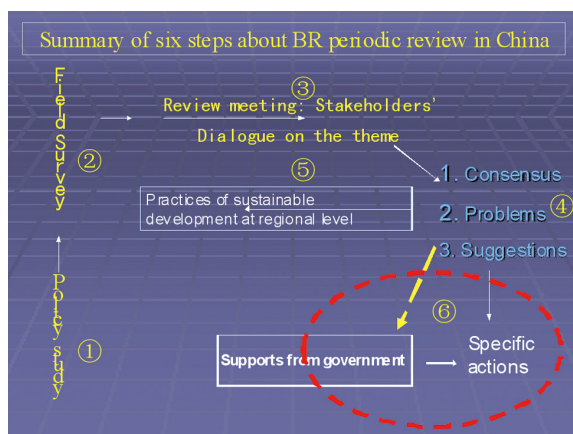 Summary of six steps about BR periodic review in China
Field Survey
②
③
Review meeting: Stakeholders'
Dialogue on the theme
⑤
Practices of sustainable
development at regional level
1. Consensus
2. Problems
④
3. Suggestions
Policy study
①
⑥
Supports from government
Specific
actions